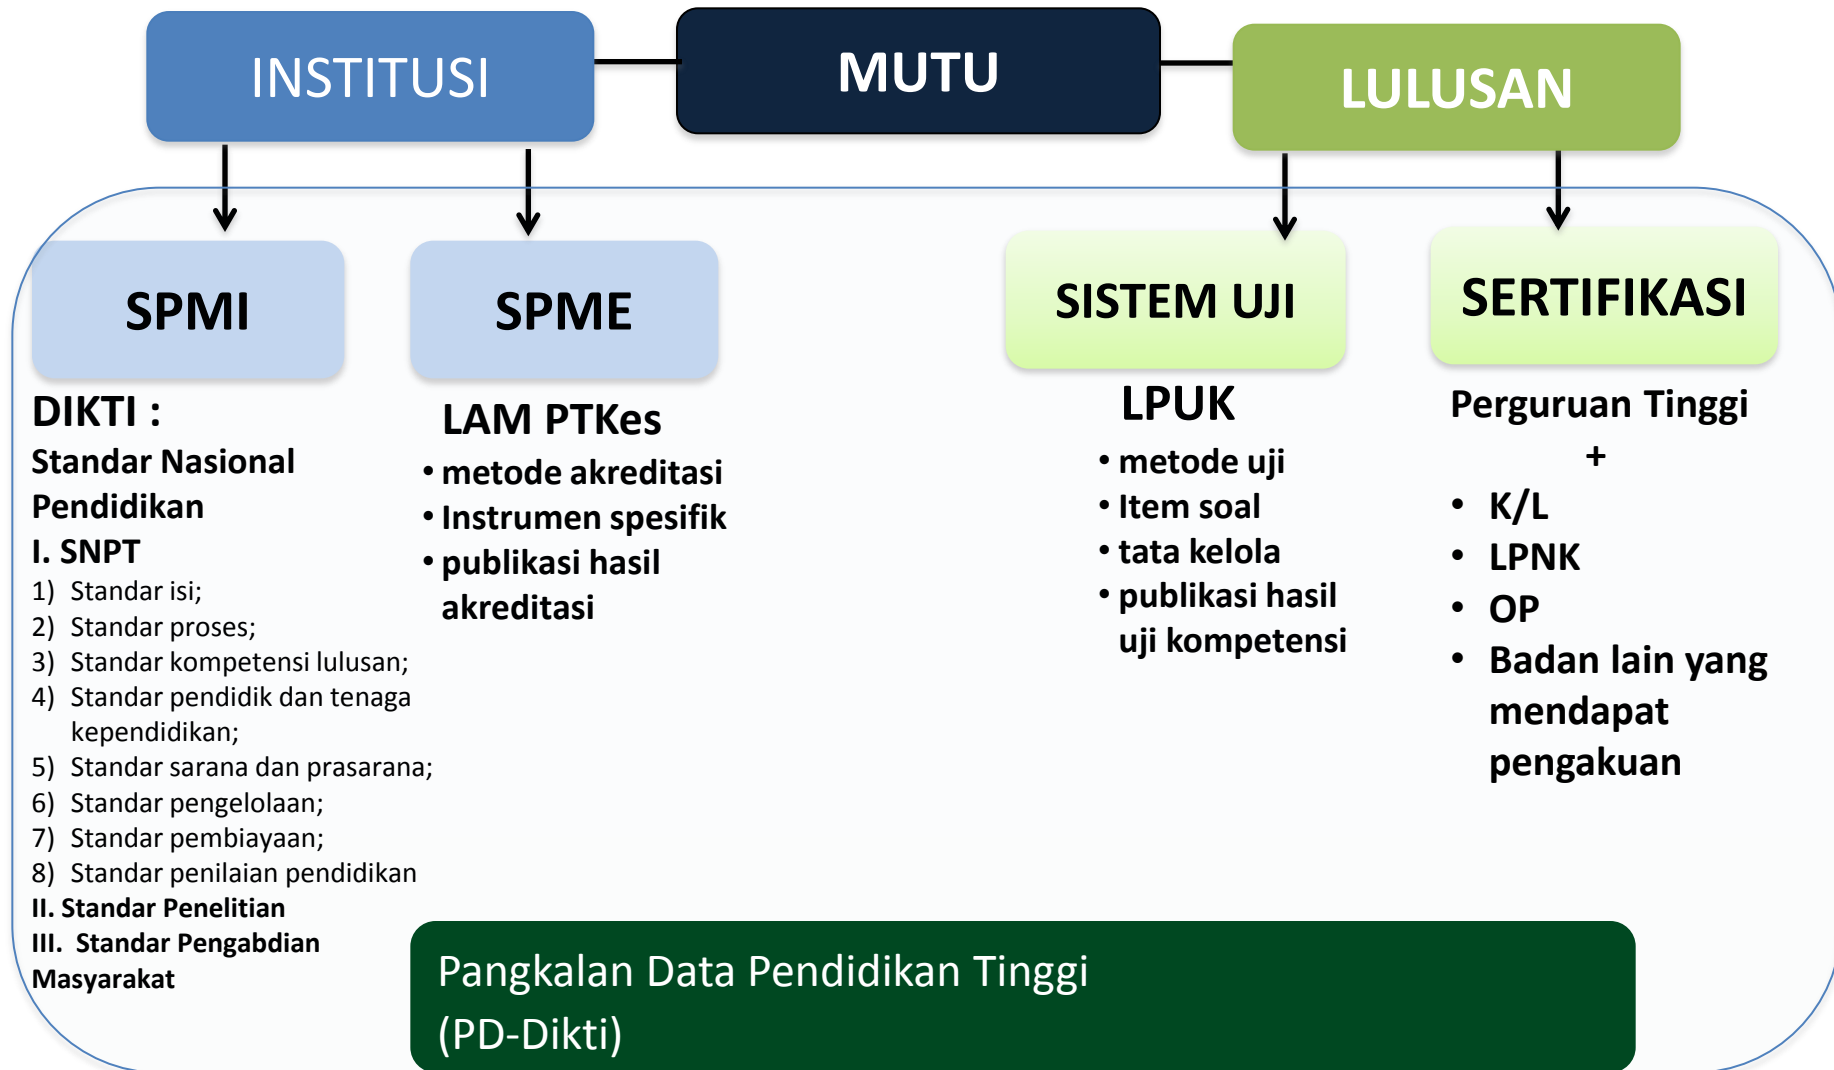 INSTITUSI
MUTU
LULUSAN
SPMI
SPME
SISTEM UJI
SERTIFIKASI
DIKTI :
Standar Nasional
Pendidikan
I. SNPT
1) Standar isi;
2) Standar proses;
3) Standar kompetensi lulusan;
4) Standar pendidik dan tenaga
kependidikan;
5) Standar sarana dan prasarana;
6) Standar pengelolaan;
7) Standar pembiayaan;
8) Standar penilaian pendidikan
II. Standar Penelitian
III. Standar Pengabdian
Masyarakat
LAM PTKes
• metode akreditasi
• Instrumen spesifik
• publikasi hasil
akreditasi
LPUK
• metode uji
• Item soal
• tata kelola
• publikasi hasil
uji kompetensi
Perguruan Tinggi
+
• K/L
• LPNK
• OP
• Badan lain yang
mendapat
pengakuan
Pangkalan Data Pendidikan Tinggi
(PD-Dikti)